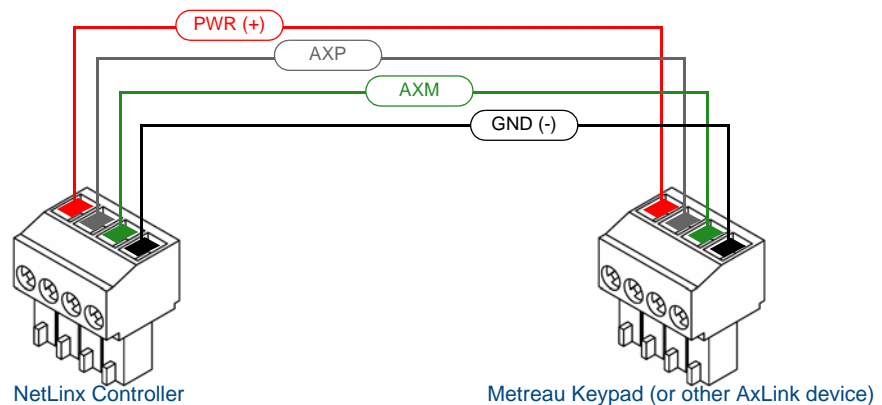 PWR (+)
AXP
AXM
GND (-)
NetLinx Controller
Metreau Keypad (or other AxLink device)